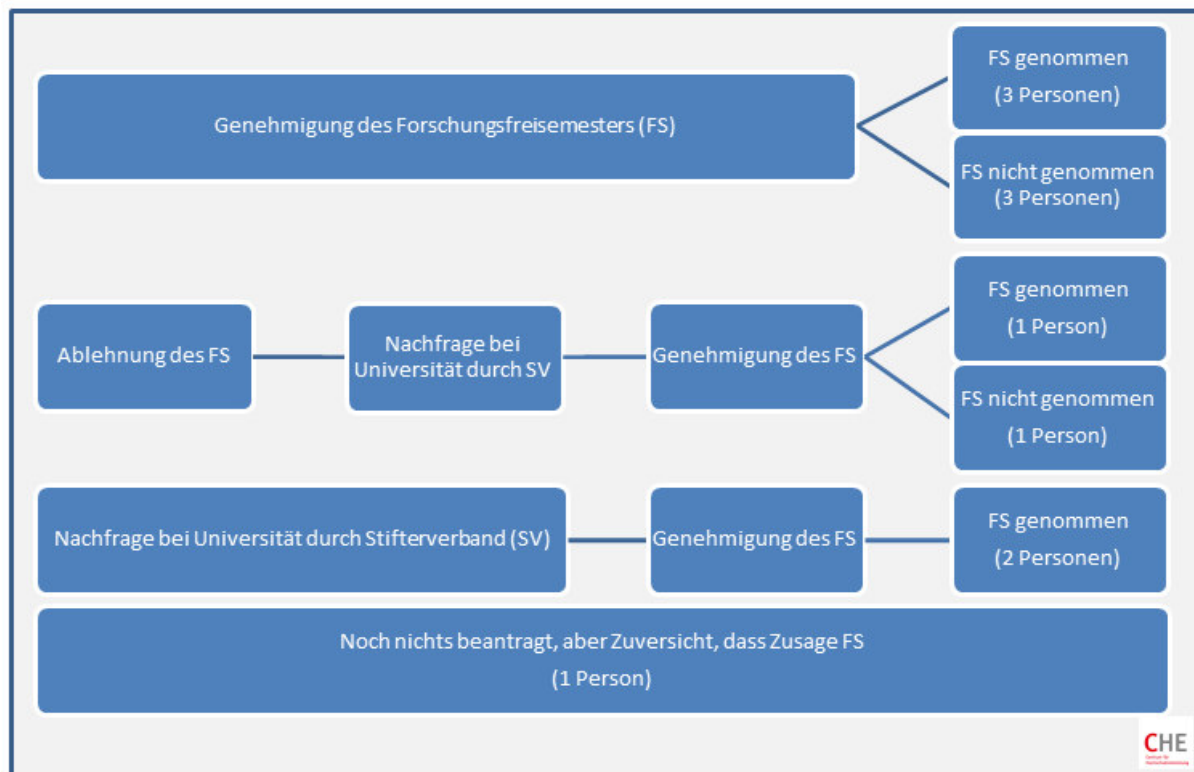 Genehmigung des Forschungsfreisemesters (FS)
FS genommen
(3 Personen)
FS nicht genommen
(3 Personen)
Ablehnung des FS
Nachfrage bei
Universität durch SV
Genehmigung des FS
FS genommen
(1 Person)
FS nicht genommen
(1 Person)
Nachfrage bei Universität durch Stifterverband (SV)
Genehmigung des FS
FS genommen
(2 Personen)
Noch nichts beantragt, aber Zuversicht, dass Zusage FS
(1 Person)
CHE
Centrum für
Hochschulentwicklung